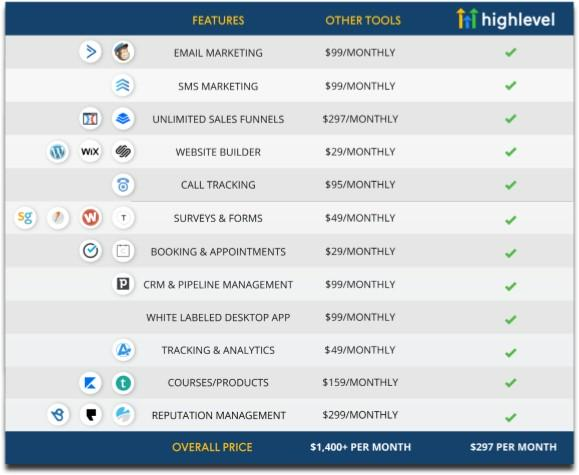 FEATURES OTHER TOOLS highlevel
EMAIL MARKETING $99/MONTHLY
SMS MARKETING $99/MONTHLY
UNLIMITED SALES FUNNELS $297/MONTHLY
WiX WEBSITE BUILDER $29/MONTHLY
CALL TRACKING $95/MONTHLY
sg W T SURVEYS & FORMS $49/MONTHLY
BOOKING & APPOINTMENTS $29/MONTHLY
P CRM & PIPELINE MANAGEMENT $99/MONTHLY
WHITE LABELED DESKTOP APP $99/MONTHLY
TRACKING & ANALYTICS $49/MONTHLY
t COURSES/PRODUCTS $159/MONTHLY
REPUTATION MANAGEMENT $299/MONTHLY
OVERALL PRICE $1,400+ PER MONTH $297 PER MONTH